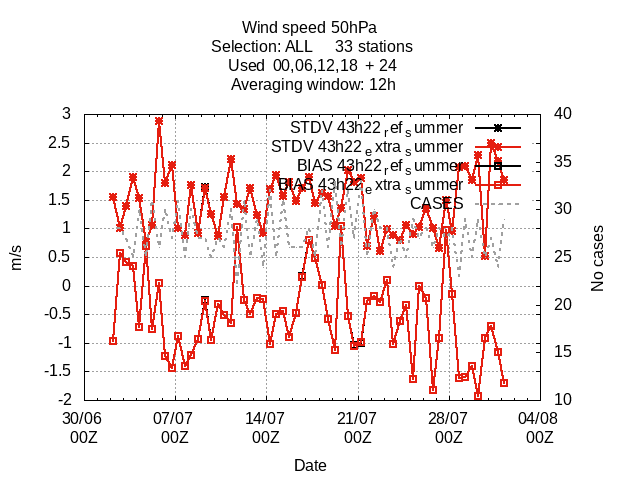 Wind speed 50hPa
Selection: ALL 33 stations
Used 00,06,12,18 + 24
Averaging window: 12h
3 40
STDV 43h22_ref_summer
2.5
STDV 43h22_extra_summer
2 35
BIAS 43h22_ref_summer
BIAS 43h22_extra_summer
1.5
CASES
1 30
0.5 25
0
-0.5 20
-1 15
-1.5
-2 10
m/s
No cases
30/06 07/07 14/07 21/07 28/07 04/08
00Z 00Z 00Z 00Z 00Z 00Z
Date